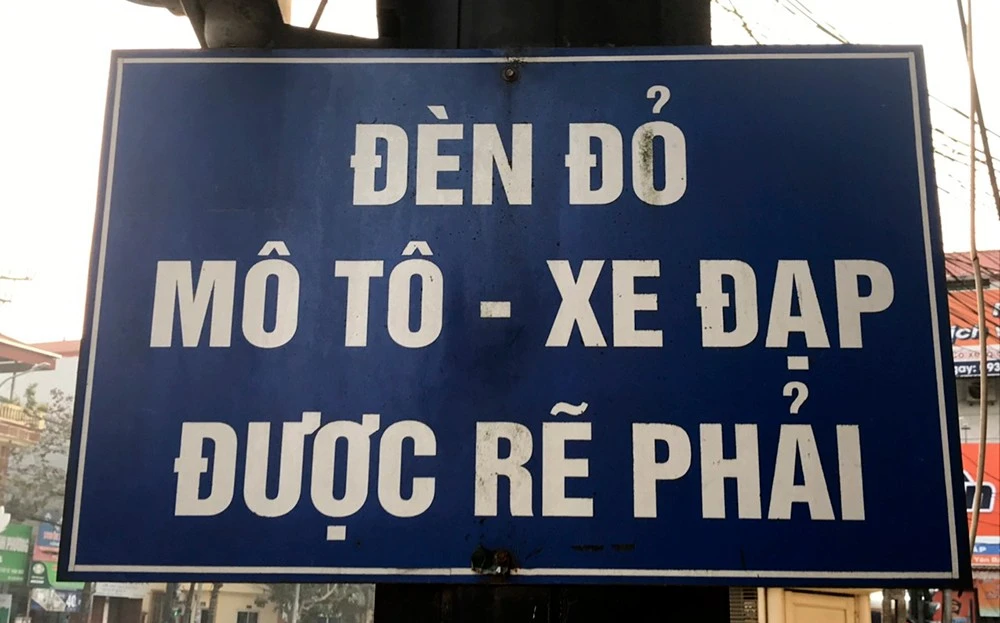 ĐÈN ĐỎ
MÔ TÔ - XE ĐẠP
ĐƯỢC RẼ PHẢI